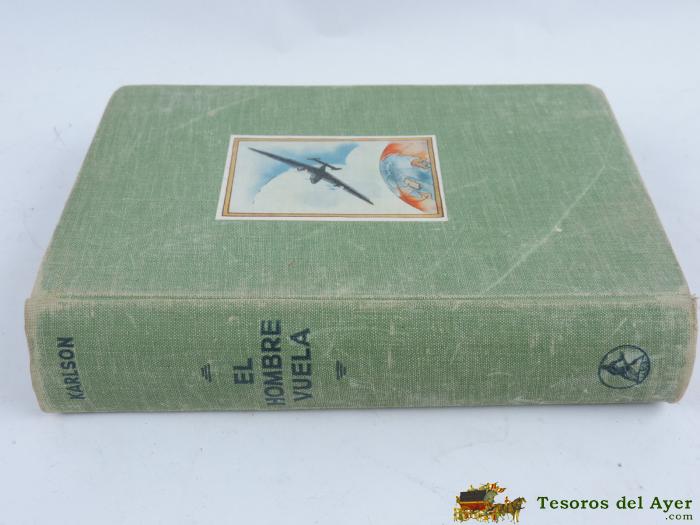 KARLSON
EL
HOMBRE
VUELA
Tesoros del Ayer
.com